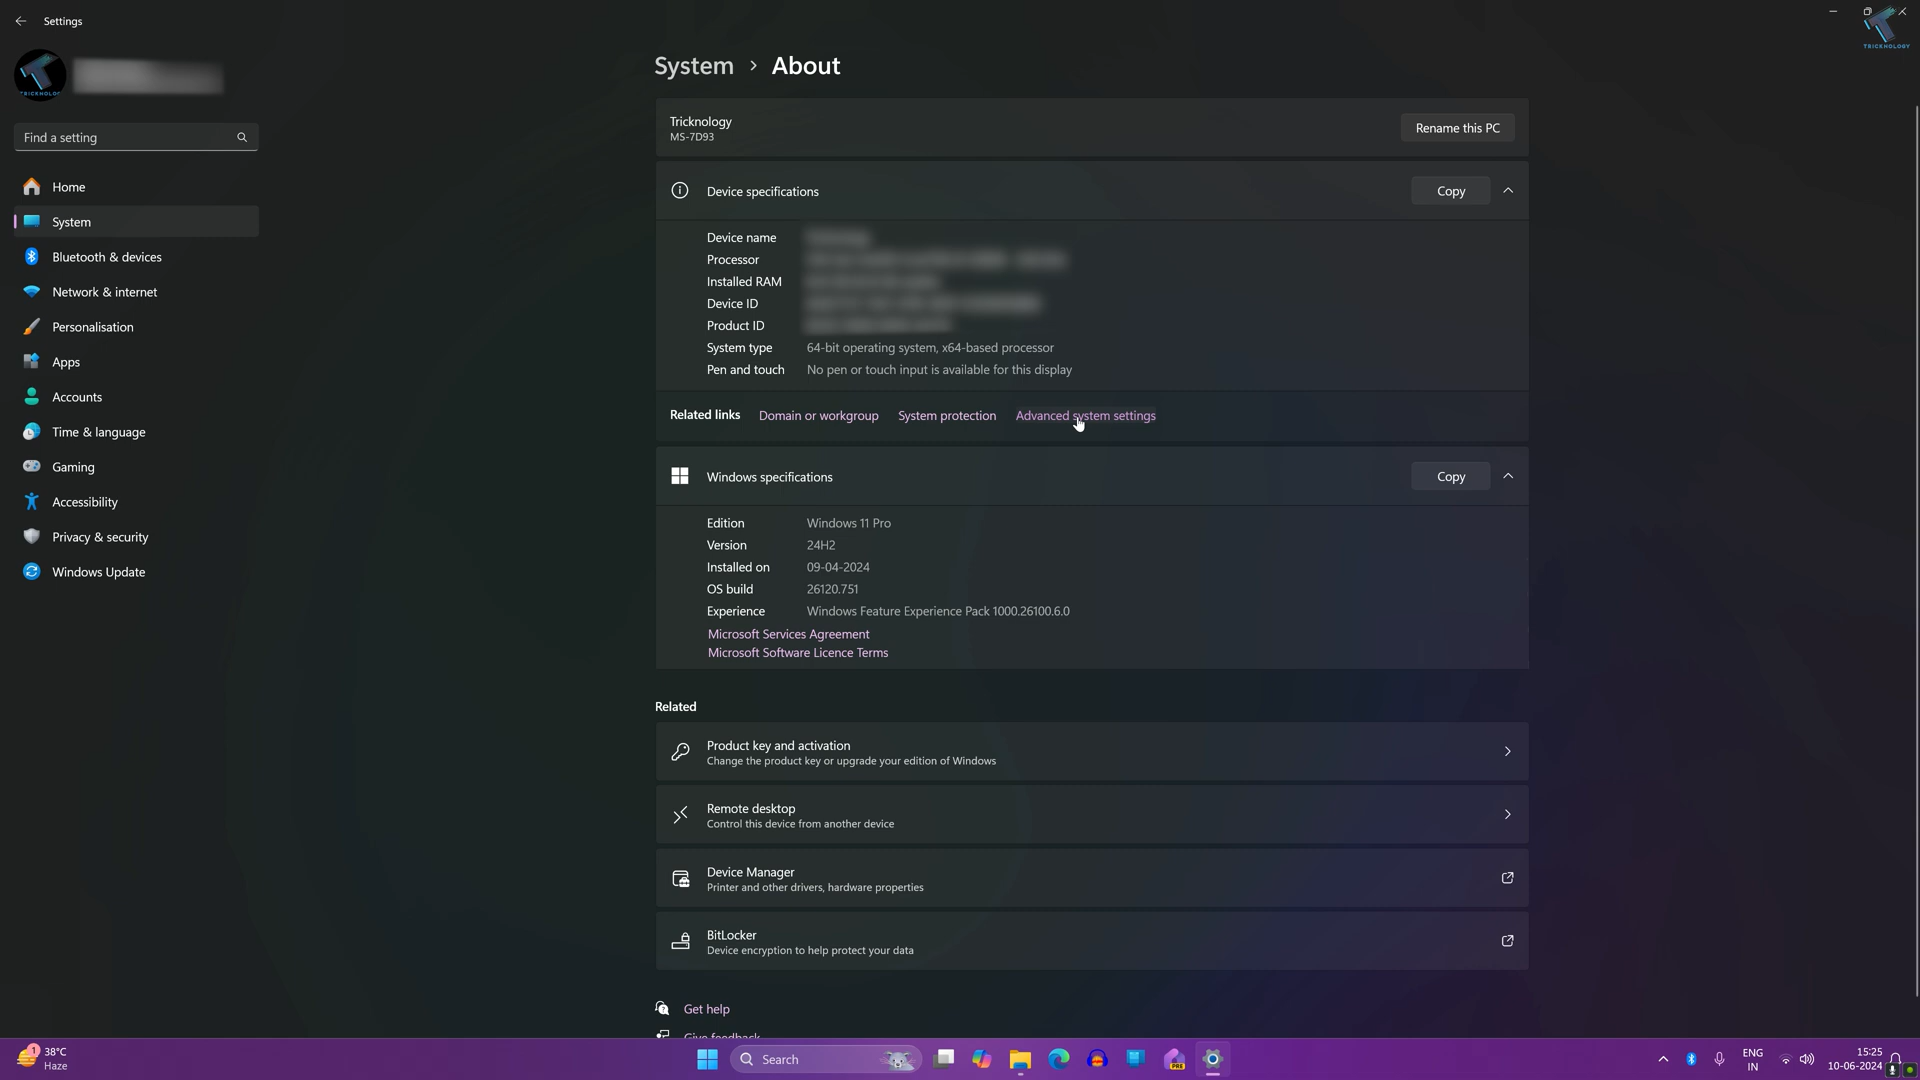 Settings
TRICKNOLOGY
TRICKNOLOGY
System > About
Find a setting
Home
System
Bluetooth & devices
Network & internet
Personalisation
Apps
Accounts
Time & language
Gaming
Accessibility
Privacy & security
Windows Update
Tricknology
MS-7D93
Rename this PC
Device specifications
Copy
Device name
Processor
Installed RAM
Device ID
Product ID
System type 64-bit operating system, x64-based processor
Pen and touch No pen or touch input is available for this display
Related links Domain or workgroup System protection Advanced system settings
Windows specifications
Copy
Edition Windows 11 Pro
Version 24H2
Installed on 09-04-2024
OS build 26120.751
Experience Windows Feature Experience Pack 1000.26100.6.0
Microsoft Services Agreement
Microsoft Software Licence Terms
Related
Product key and activation
Change the product key or upgrade your edition of Windows
Remote desktop
Control this device from another device
Device Manager
Printer and other drivers, hardware properties
BitLocker
Device encryption to help protect your data
Get help
Give feedback
1
38°C
Haze
Search
PRE
ENG
IN
15:25
10-06-2024